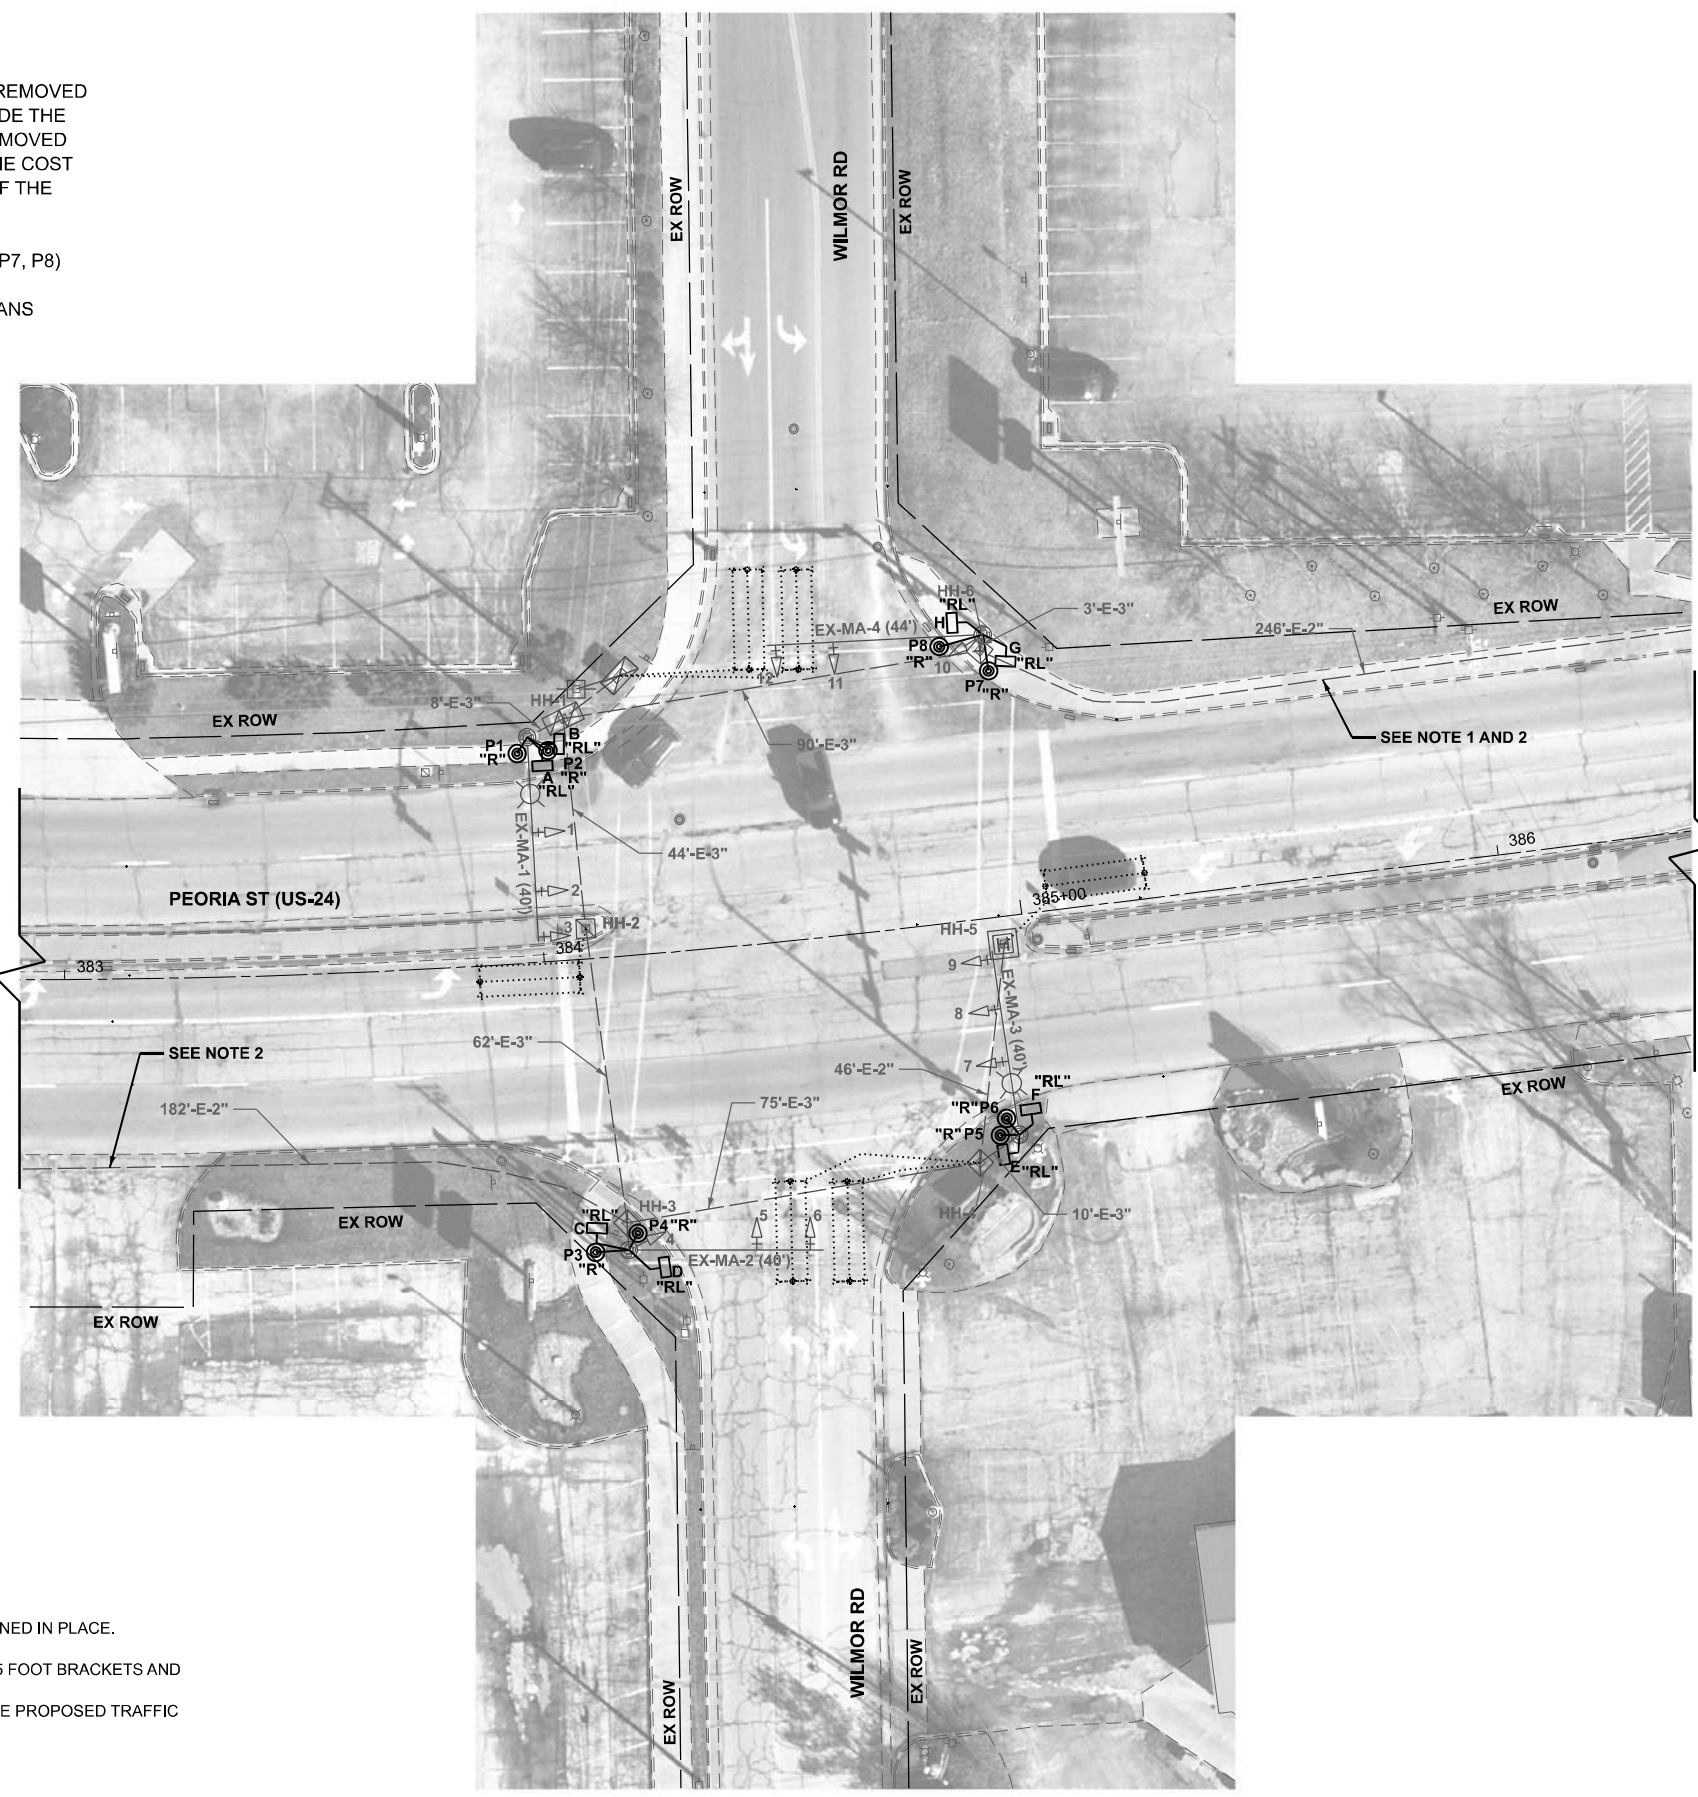 REMOVED
DE THE
MOVED
E COST
F THE
P7, P8)
ANS
EX ROW
WILMOR RD
EX ROW
HH-6
"RL"
H
3'-E-3"
EX ROW
EX-MA-4 (44')
P8
"R"
10
G
"RL"
246'-E-2"
P7
"R"
12
11
8'-E-3"
HH-1
EX ROW
P1
"R"
B
"RL"
P2
"R"
A
"RL"
90'-E-3"
SEE NOTE 1 AND 2
EX-MA-1 (40')
1
44'-E-3"
2
3
HH-2
PEORIA ST (US-24)
386
385+00
384
383
HH-5
9
8
7
EX-MA-3 (40')
62'-E-3"
SEE NOTE 2
46'-E-2"
"RL"
F
EX ROW
182'-E-2"
75'-E-3"
"R" P6
"R" P5
E
"RL"
HH-4
10'-E-3"
EX ROW
"RL"
C
HH-3
P4 "R"
4
5
6
P3
"R"
EX-MA-2 (40')
D
"RL"
EX ROW
NED IN PLACE.
5 FOOT BRACKETS AND
E PROPOSED TRAFFIC
EX ROW
WILMOR RD
EX ROW